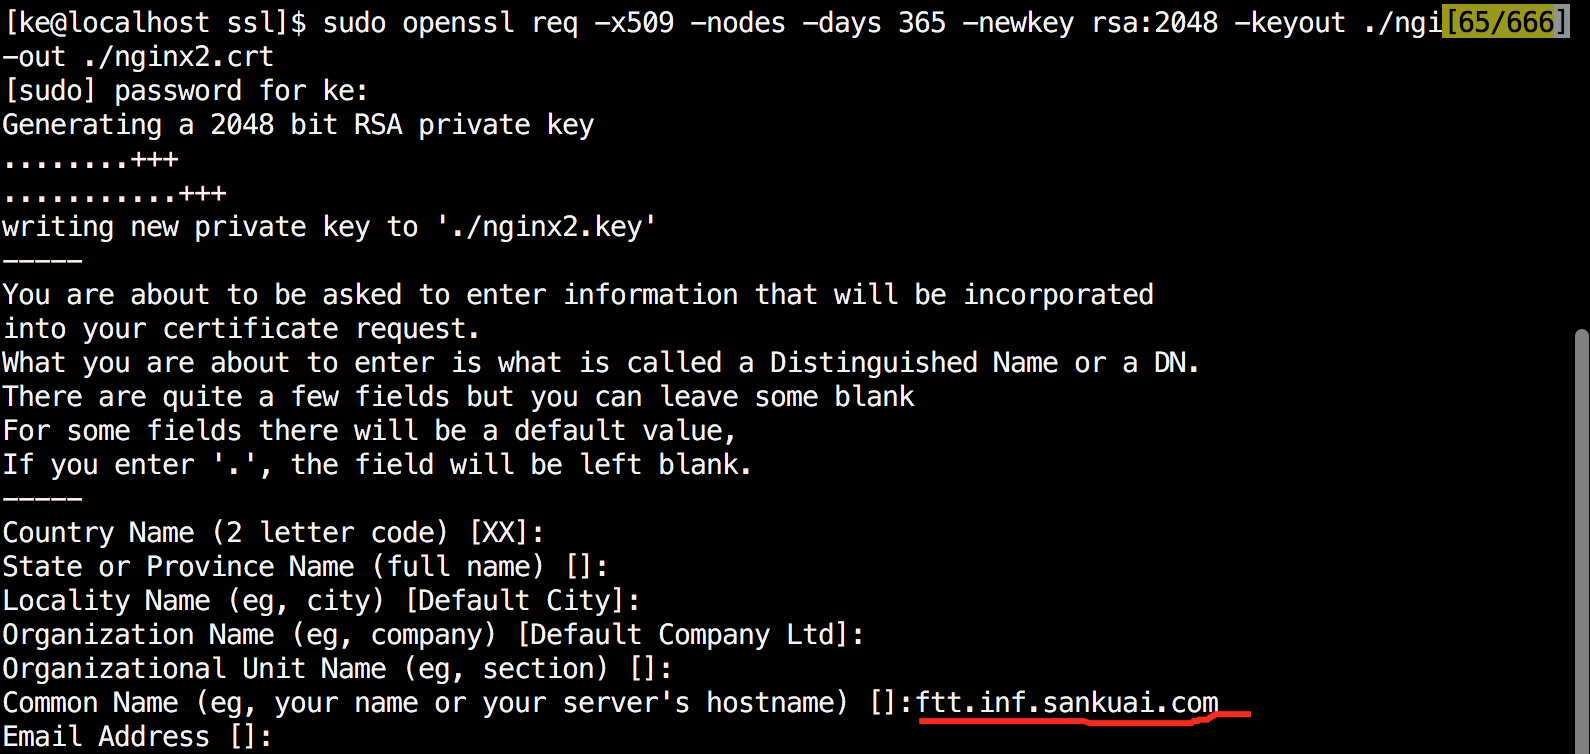 [ke@localhost ssl]$ sudo openssl req -x509 -nodes -days 365 -newkey rsa:2048 -keyout ./ngi[65/666]
-out ./nginx2.crt
[sudo] password for ke:
Generating a 2048 bit RSA private key
........+++
...........+++
writing new private key to './nginx2.key'
-----
You are about to be asked to enter information that will be incorporated
into your certificate request.
What you are about to enter is what is called a Distinguished Name or a DN.
There are quite a few fields but you can leave some blank
For some fields there will be a default value,
If you enter '.', the field will be left blank.
-----
Country Name (2 letter code) [XX]:
State or Province Name (full name) []:
Locality Name (eg, city) [Default City]:
Organization Name (eg, company) [Default Company Ltd]:
Organizational Unit Name (eg, section) []:
Common Name (eg, your name or your server's hostname) []:ftt.inf.sankuai.com
Email Address []: